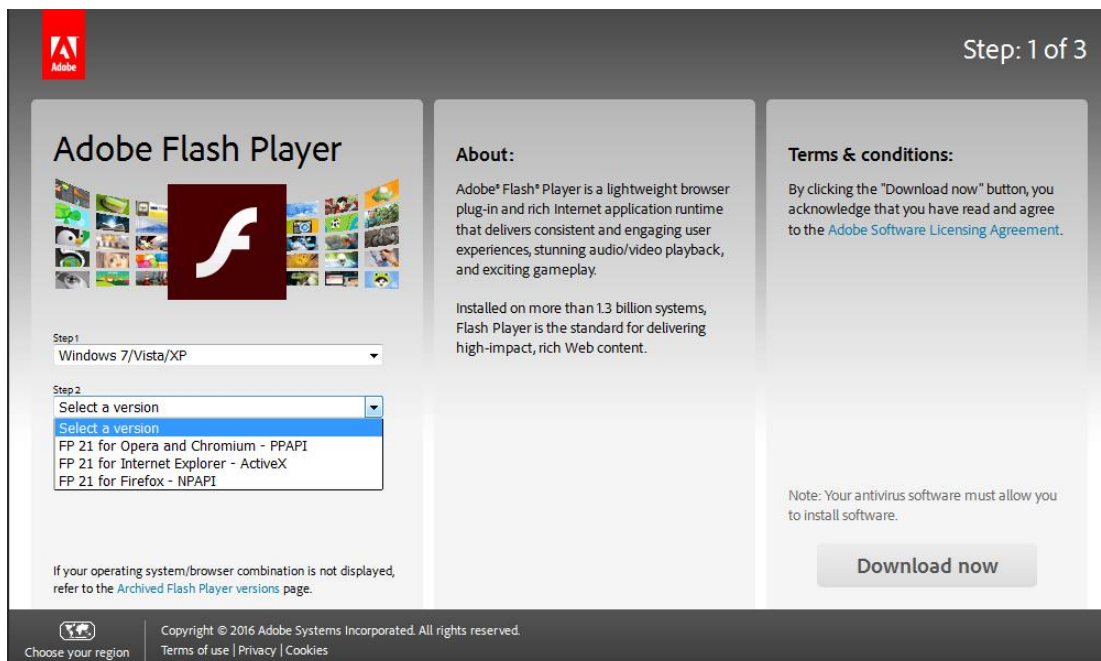 Adobe
Step: 1 of 3
Adobe Flash Player
Step 1
Windows 7/Vista/XP
Step 2
Select a version
Select a version
FP 21 for Opera and Chromium - PPAPI
FP 21 for Internet Explorer - ActiveX
FP 21 for Firefox - NPAPI
If your operating system/browser combination is not displayed,
refer to the Archived Flash Player versions page.
About:
Adobe® Flash® Player is a lightweight browser
plug-in and rich Internet application runtime
that delivers consistent and engaging user
experiences, stunning audio/video playback,
and exciting gameplay.
Installed on more than 1.3 billion systems,
Flash Player is the standard for delivering
high-impact, rich Web content.
Terms & conditions:
By clicking the "Download now" button, you
acknowledge that you have read and agree
to the Adobe Software Licensing Agreement.
Note: Your antivirus software must allow you
to install software.
Download now
Choose your region
Copyright © 2016 Adobe Systems Incorporated. All rights reserved.
Terms of use | Privacy | Cookies